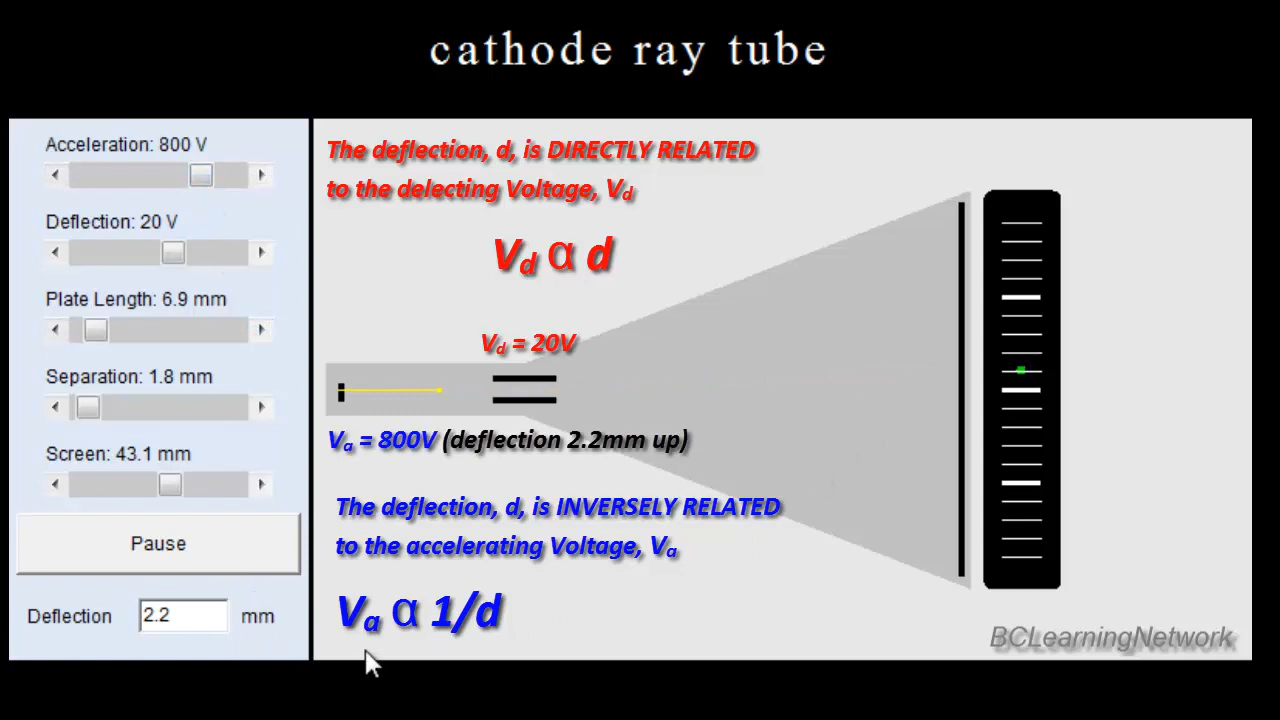 cathode ray tube
Acceleration: 800 V
Deflection: 20 V
Plate Length: 6.9 mm
Separation: 1.8 mm
Screen: 43.1 mm
Pause
Deflection 2.2 mm
The deflection, d, is DIRECTLY RELATED
to the delecting Voltage, Vd
Vd α d
Vd = 20V
Va = 800V (deflection 2.2mm up)
The deflection, d, is INVERSELY RELATED
to the accelerating Voltage, Va
Va α 1/d
BCLearningNetwork